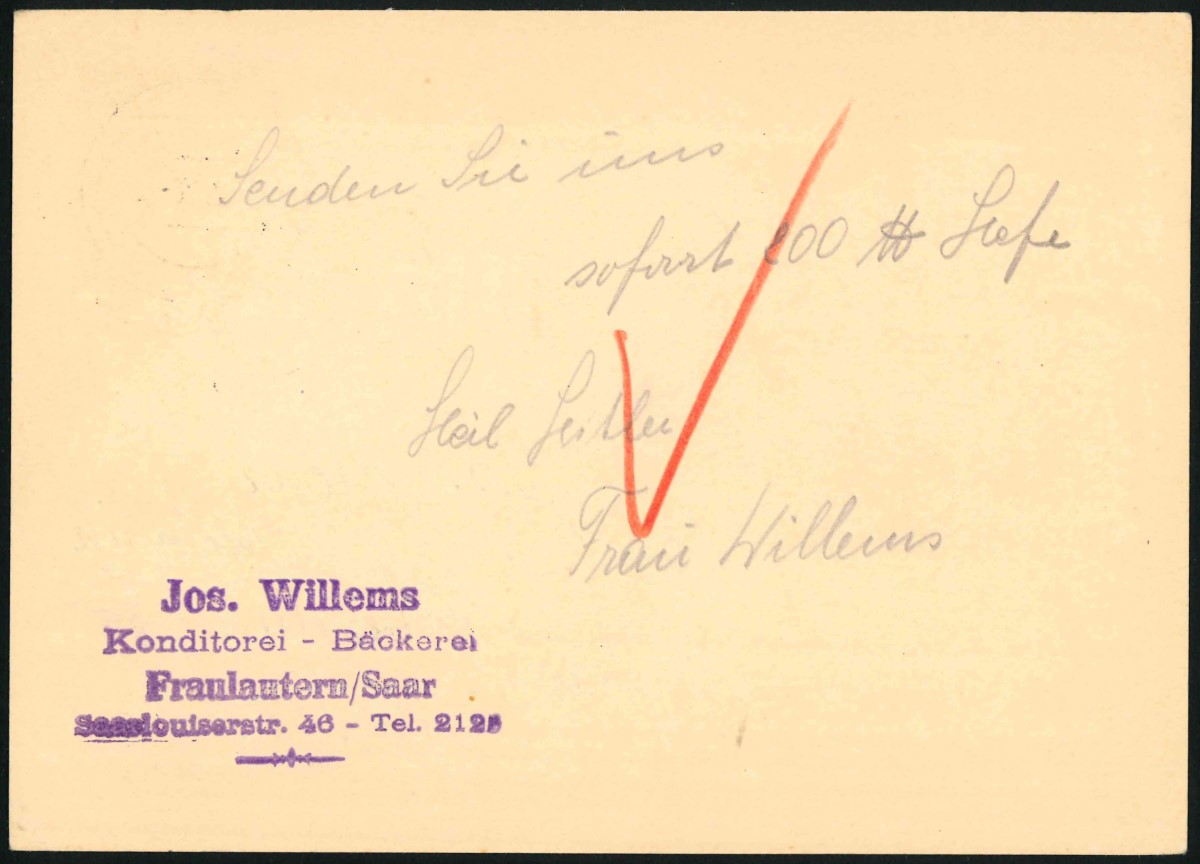 Senden Sie uns
sofort 200 ℔ Hefe
Heil Hitler
Frau Willems
Jos. Willems
Konditorei - Bäckerei
Fraulautern/Saar
Saarlouiserstr. 46 - Tel. 2125